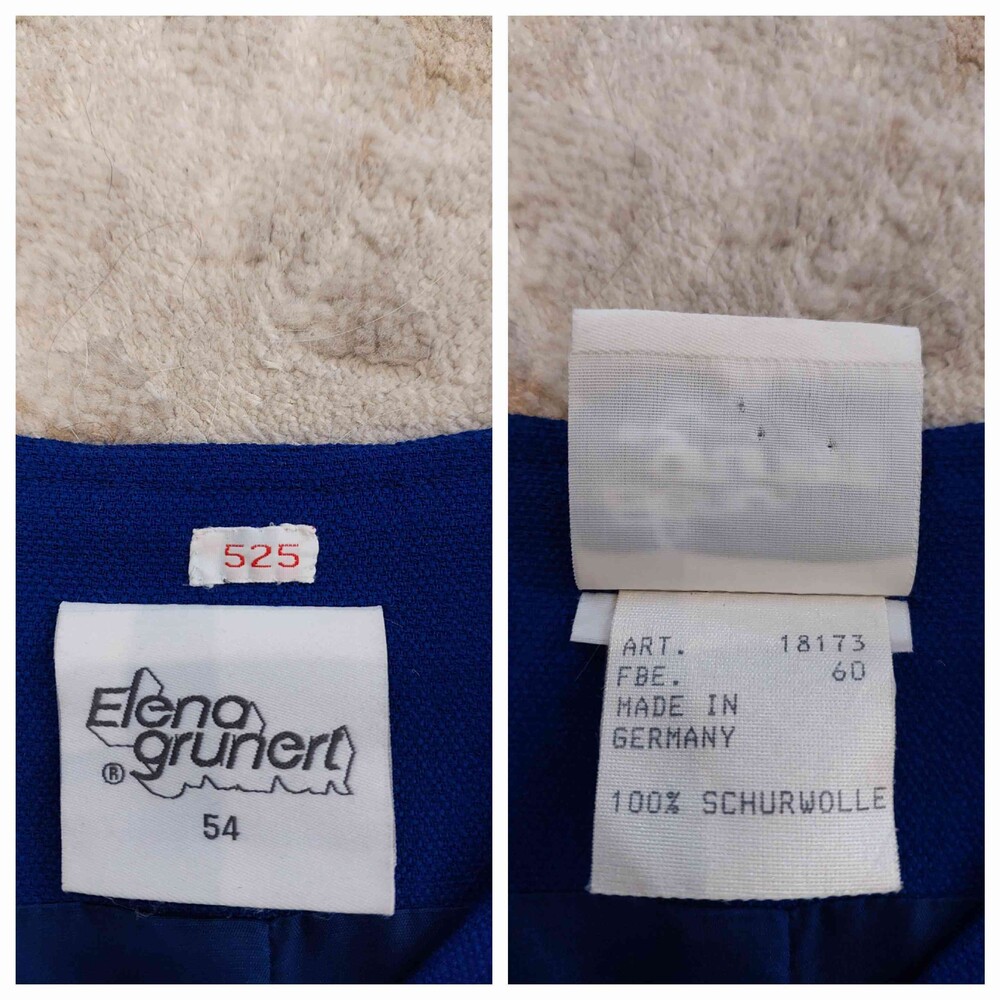 525
Elena
grunert
®
54
ART. 18173
FBE. 60
MADE IN
GERMANY
100% SCHURWOLLE